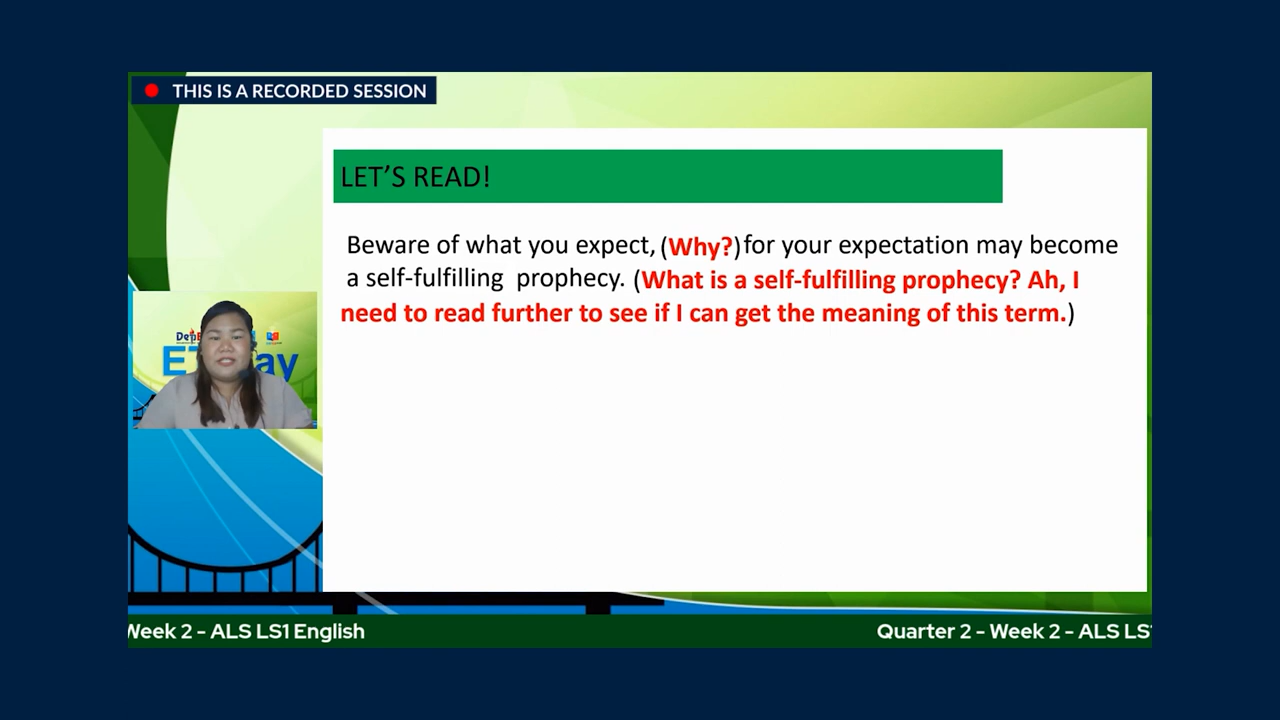 THIS IS A RECORDED SESSION
LET'S READ!
Beware of what you expect, (Why?) for your expectation may become
a self-fulfilling prophecy. (What is a self-fulfilling prophecy? Ah, I
need to read further to see if I can get the meaning of this term.)
Week 2 – ALS LS1 English
Quarter 2 – Week 2 – ALS LS1